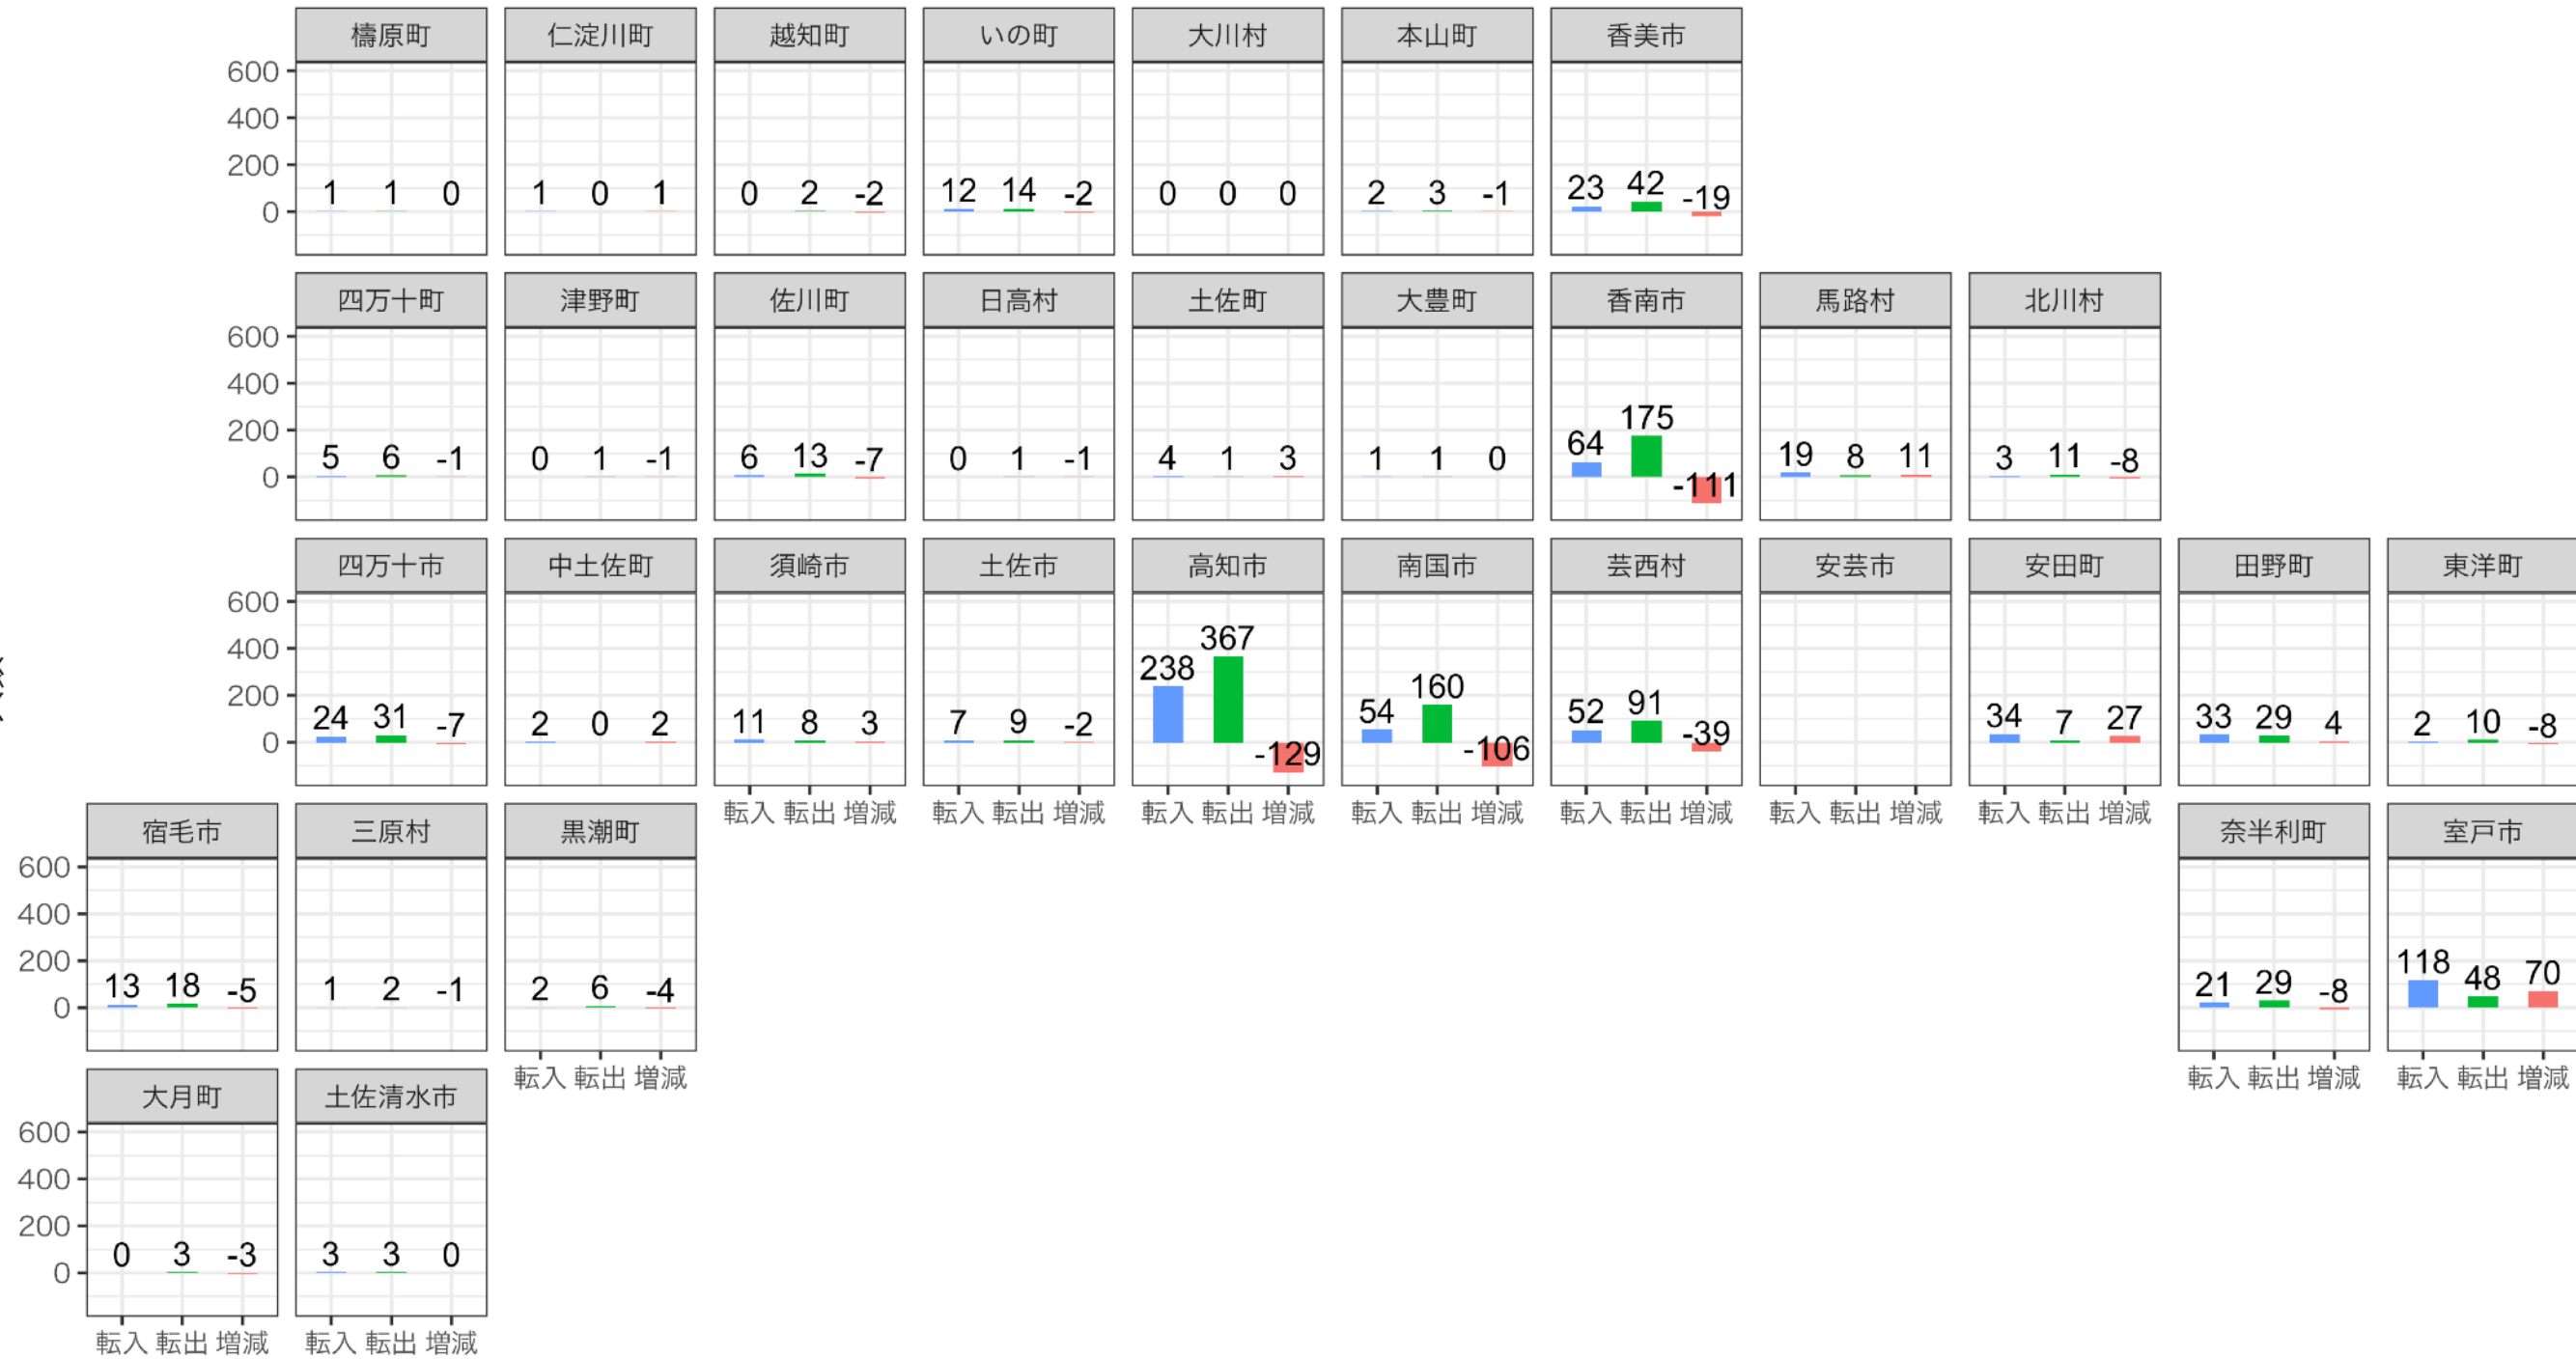 檮原町 仁淀川町 越知町 いの町 大川村 本山町 香美市
600
400
200
0
1 1 0 1 0 1 0 2 -2 12 14 -2 0 0 0 2 3 -1 23 42 -19
四万十町 津野町 佐川町 日高村 土佐町 大豊町 香南市 馬路村 北川村
600
400
200
0
5 6 -1 0 1 -1 6 13 -7 0 1 -1 4 1 3 1 1 0 64 175 -111 19 8 11 3 11 -8
四万十市 中土佐町 須崎市 土佐市 高知市 南国市 芸西村 安芸市 安田町 田野町 東洋町
600
400
200
0
24 31 -7 2 0 2 11 8 3 7 9 -2 238 367 -129 54 160 -106 52 91 -39 34 7 27 33 29 4 2 10 -8
転入 転出 増減 転入 転出 増減 転入 転出 増減 転入 転出 増減 転入 転出 増減 転入 転出 増減 転入 転出 増減
宿毛市 三原村 黒潮町 奈半利町 室戸市
600
400
200
0
13 18 -5 1 2 -1 2 6 -4 21 29 -8 118 48 70
転入 転出 増減 転入 転出 増減 転入 転出 増減
大月町 土佐清水市
600
400
200
0
0 3 -3 3 3 0
転入 転出 増減 転入 転出 増減